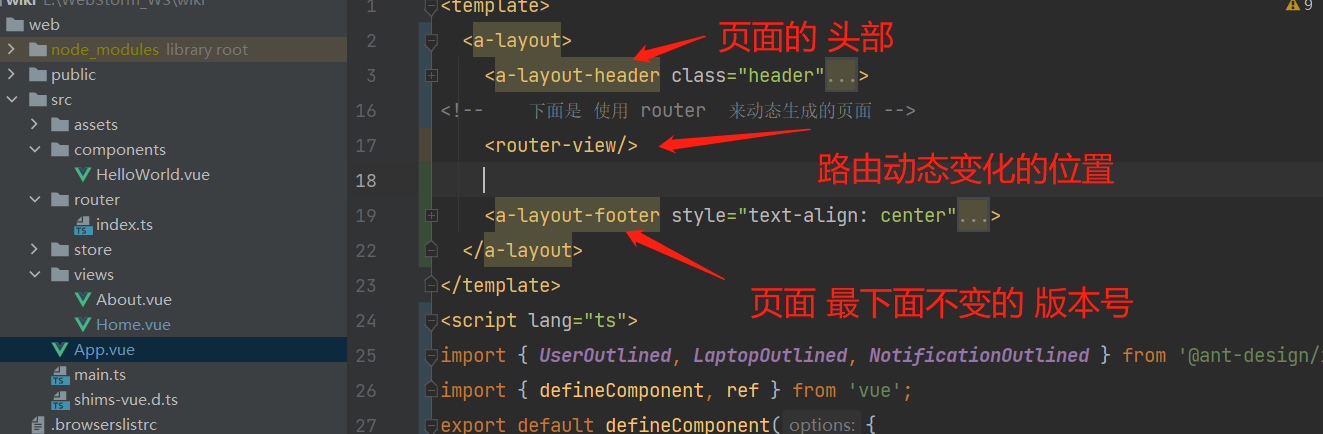 wiki E:\WebStorm_WS\wiki
web
node_modules library root
public
src
assets
components
HelloWorld.vue
router
index.ts
store
views
About.vue
Home.vue
App.vue
main.ts
shims-vue.d.ts
.browserslistrc
1 <template>
2 <a-layout>
3 <a-layout-header class="header"...>
16 <!-- 下面是 使用 router 来动态生成的页面 -->
17 <router-view/>
18
19 <a-layout-footer style="text-align: center"...>
22 </a-layout>
23 </template>
24 <script lang="ts">
25 import { UserOutlined, LaptopOutlined, NotificationOutlined } from '@ant-design/
26 import { defineComponent, ref } from 'vue';
27 export default defineComponent( options: {
9
页面的 头部
路由动态变化的位置
页面 最下面不变的 版本号